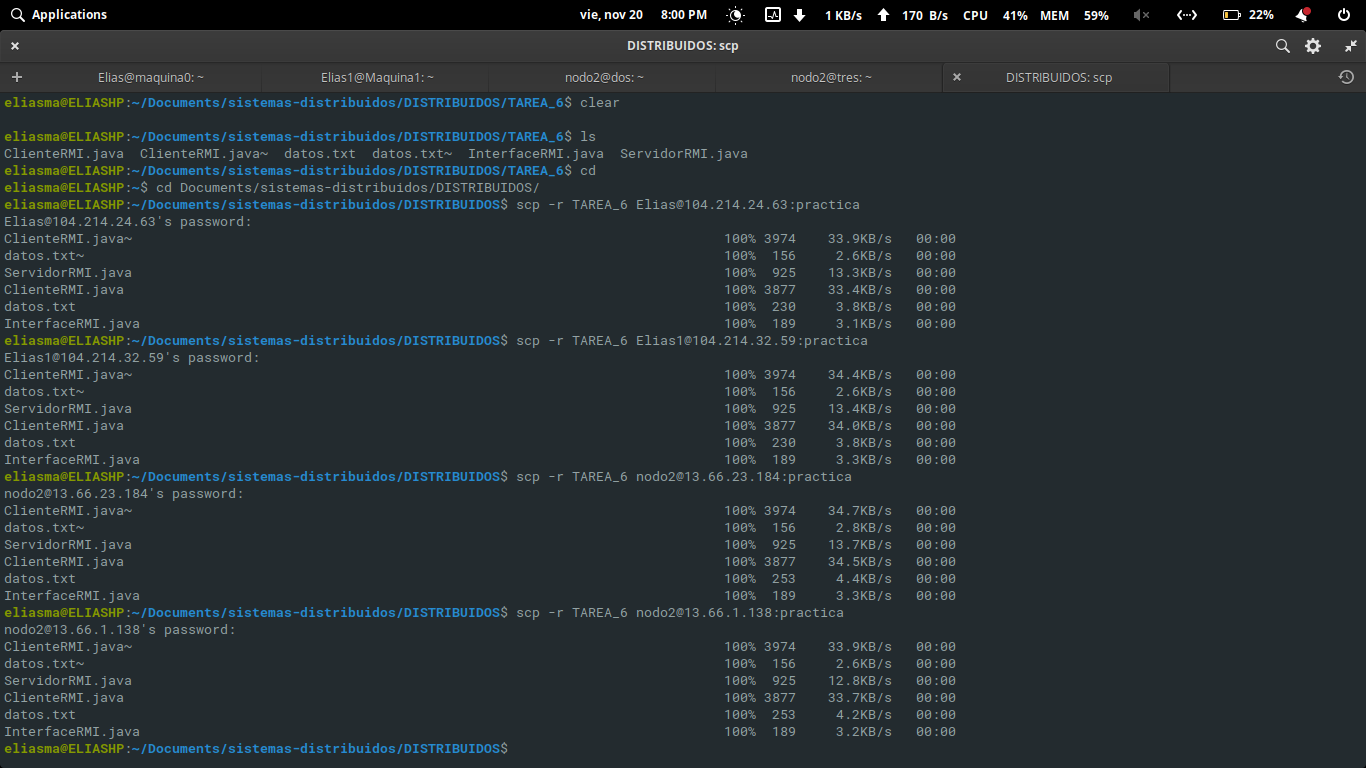 Applications vie, nov 20 8:00 PM 1 KB/s 170 B/s CPU 41% MEM 59% 22%
DISTRIBUIDOS: scp
Elias@maquina0: ~ Elias1@Maquina1: ~ nodo2@dos: ~ nodo2@tres: ~ DISTRIBUIDOS: scp
eliasma@ELIASHP:~/Documents/sistemas-distribuidos/DISTRIBUIDOS/TAREA_6$ clear
eliasma@ELIASHP:~/Documents/sistemas-distribuidos/DISTRIBUIDOS/TAREA_6$ ls
ClienteRMI.java  ClienteRMI.java~  datos.txt  datos.txt~  InterfaceRMI.java  ServidorRMI.java
eliasma@ELIASHP:~/Documents/sistemas-distribuidos/DISTRIBUIDOS/TAREA_6$ cd
eliasma@ELIASHP:~$ cd Documents/sistemas-distribuidos/DISTRIBUIDOS/
eliasma@ELIASHP:~/Documents/sistemas-distribuidos/DISTRIBUIDOS$ scp -r TAREA_6 Elias@104.214.24.63:practica
Elias@104.214.24.63's password:
ClienteRMI.java~ 100% 3974 33.9KB/s 00:00
datos.txt~ 100% 156 2.6KB/s 00:00
ServidorRMI.java 100% 925 13.3KB/s 00:00
ClienteRMI.java 100% 3877 33.4KB/s 00:00
datos.txt 100% 230 3.8KB/s 00:00
InterfaceRMI.java 100% 189 3.1KB/s 00:00
eliasma@ELIASHP:~/Documents/sistemas-distribuidos/DISTRIBUIDOS$ scp -r TAREA_6 Elias1@104.214.32.59:practica
Elias1@104.214.32.59's password:
ClienteRMI.java~ 100% 3974 34.4KB/s 00:00
datos.txt~ 100% 156 2.6KB/s 00:00
ServidorRMI.java 100% 925 13.4KB/s 00:00
ClienteRMI.java 100% 3877 34.0KB/s 00:00
datos.txt 100% 230 3.8KB/s 00:00
InterfaceRMI.java 100% 189 3.3KB/s 00:00
eliasma@ELIASHP:~/Documents/sistemas-distribuidos/DISTRIBUIDOS$ scp -r TAREA_6 nodo2@13.66.23.184:practica
nodo2@13.66.23.184's password:
ClienteRMI.java~ 100% 3974 34.7KB/s 00:00
datos.txt~ 100% 156 2.8KB/s 00:00
ServidorRMI.java 100% 925 13.7KB/s 00:00
ClienteRMI.java 100% 3877 34.5KB/s 00:00
datos.txt 100% 253 4.4KB/s 00:00
InterfaceRMI.java 100% 189 3.3KB/s 00:00
eliasma@ELIASHP:~/Documents/sistemas-distribuidos/DISTRIBUIDOS$ scp -r TAREA_6 nodo2@13.66.1.138:practica
nodo2@13.66.1.138's password:
ClienteRMI.java~ 100% 3974 33.9KB/s 00:00
datos.txt~ 100% 156 2.6KB/s 00:00
ServidorRMI.java 100% 925 12.8KB/s 00:00
ClienteRMI.java 100% 3877 33.7KB/s 00:00
datos.txt 100% 253 4.2KB/s 00:00
InterfaceRMI.java 100% 189 3.2KB/s 00:00
eliasma@ELIASHP:~/Documents/sistemas-distribuidos/DISTRIBUIDOS$